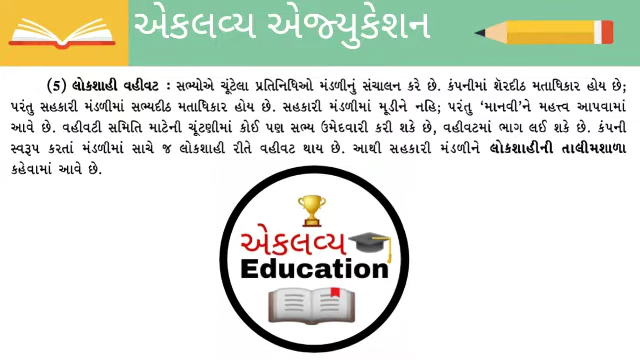 એકલવ્ય એજ્યુકેશન
(5) લોકશાહી વહીવટ : સભ્યોએ ચૂંટેલા પ્રતિનિધિઓ મંડળીનું સંચાલન કરે છે. કંપનીમાં શૅરદીઠ મતાધિકાર હોય છે;
પરંતુ સહકારી મંડળીમાં સભ્યદીઠ મતાધિકાર હોય છે. સહકારી મંડળીમાં મૂડીને નહિ; પરંતુ ‘માનવી’ને મહત્ત્વ આપવામાં
આવે છે. વહીવટી સમિતિ માટેની ચૂંટણીમાં કોઈ પણ સભ્ય ઉમેદવારી કરી શકે છે, વહીવટમાં ભાગ લઈ શકે છે. કંપની
સ્વરૂપ કરતાં મંડળીમાં સાચે જ લોકશાહી રીતે વહીવટ થાય છે. આથી સહકારી મંડળીને લોકશાહીની તાલીમશાળા
કહેવામાં આવે છે.
એકલવ્ય
Education